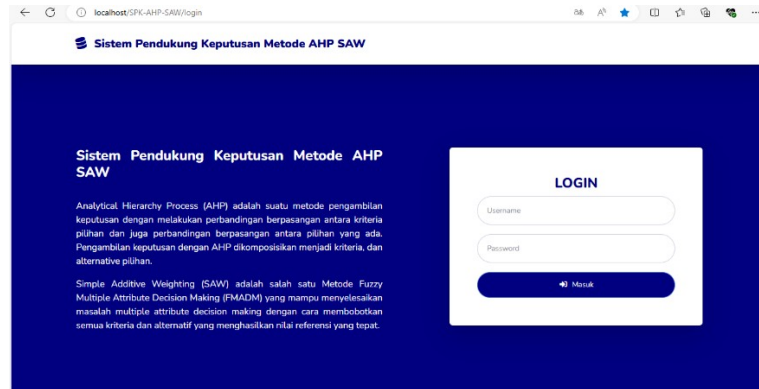 localhost/SPK-AHP-SAW/login
Sistem Pendukung Keputusan Metode AHP SAW
Sistem Pendukung Keputusan Metode AHP
SAW
Analytical Hierarchy Process (AHP) adalah suatu metode pengambilan
keputusan dengan melakukan perbandingan berpasangan antara kriteria
pilihan dan juga perbandingan berpasangan antara pilihan yang ada.
Pengambilan keputusan dengan AHP dikomposisikan menjadi kriteria, dan
alternative pilihan.
Simple Additive Weighting (SAW) adalah salah satu Metode Fuzzy
Multiple Attribute Decision Making (FMADM) yang mampu menyelesaikan
masalah multiple attribute decision making dengan cara membobotkan
semua kriteria dan alternatif yang menghasilkan nilai referensi yang tepat.
LOGIN
Username
Password
Masuk